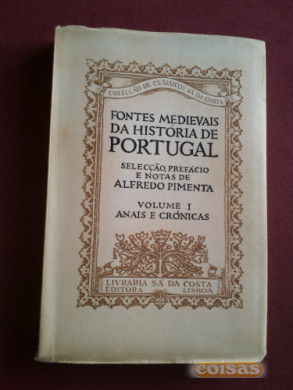 COLECÇÃO DE CLÁSSICOS SÁ DA COSTA
FONTES MEDIEVAIS
DA HISTÓRIA DE
PORTUGAL
SELECÇÃO, PREFÁCIO
E NOTAS DE
ALFREDO PIMENTA
VOLUME I
ANAIS E CRÓNICAS
LIVRARIA SÁ DA COSTA
EDITORA LISBOA
coisas